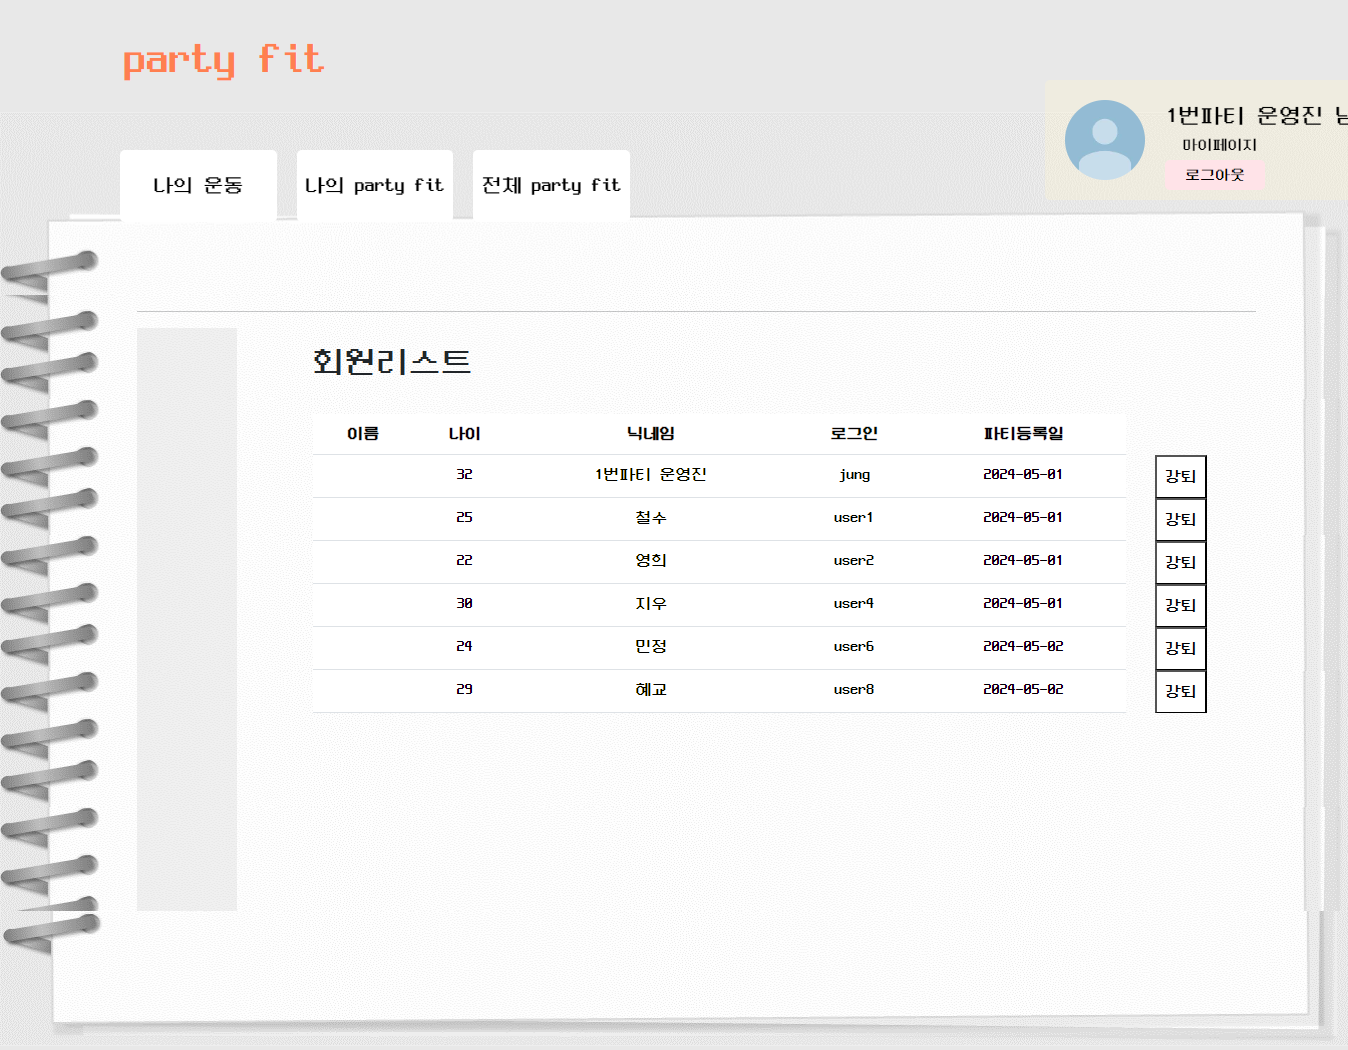 party fit
1번파티 운영진 님
마이페이지
로그아웃
나의 운동
나의 party fit
전체 party fit
회원리스트
이름 나이 닉네임 로그인 파티등록일
32 1번파티 운영진 jung 2024-05-01 강퇴
25 철수 user1 2024-05-01 강퇴
22 영희 user2 2024-05-01 강퇴
30 지우 user4 2024-05-01 강퇴
24 민정 user6 2024-05-02 강퇴
29 혜교 user8 2024-05-02 강퇴